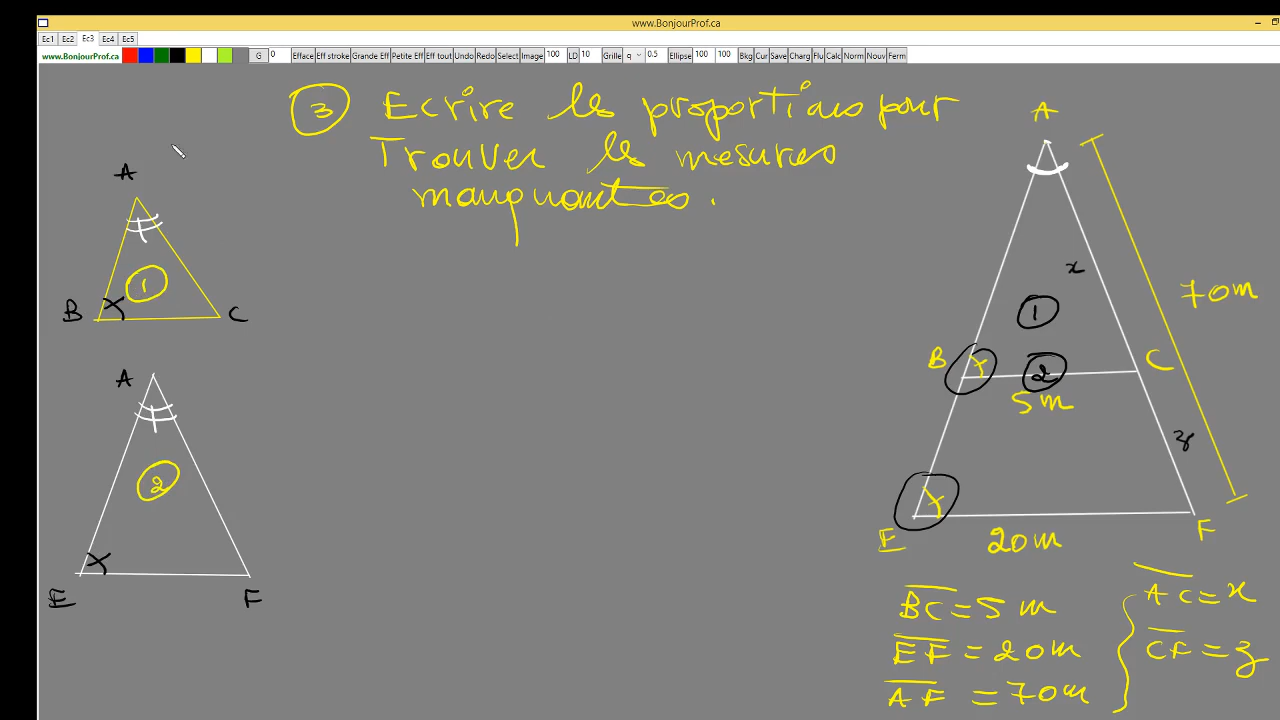 www.BonjourProf.ca
Ec1 Ec2 Ec3 Ec4 Ec5
www.BonjourProf.ca G 0 Efface Eff stroke Grande Eff Petite Eff Eff tout Undo Redo Select Image 100 LD 10 Grille q 0.5 Ellipse 100 100 Bkg Cur Save Charg Flu Calc Norm Nouv Ferm
3 Ecrire les proportions pour
Trouver les mesures
manquantes.
A
1
B C
A
2
E F
A
x
70m
1
B 2 C
5m
z
E 20m F
BC = 5 m
EF = 20m
AF = 70m
AC = x
CF = z